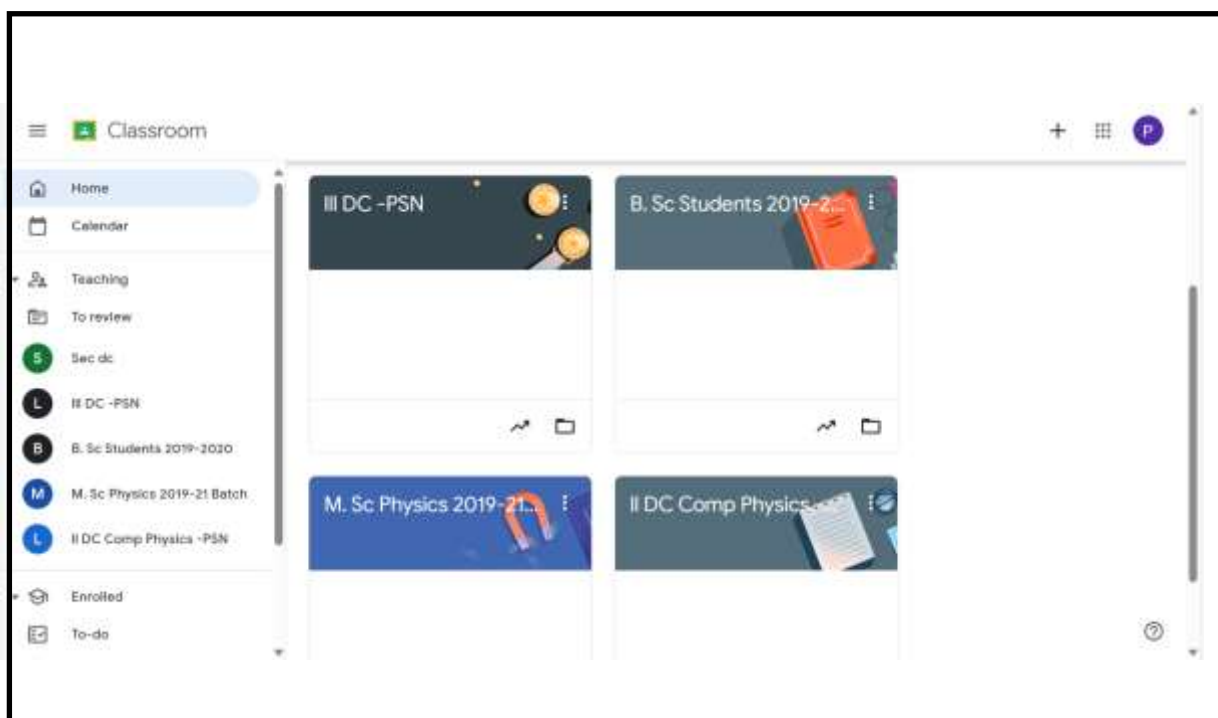 Classroom
P
Home
Calendar
Teaching
To review
S Sec dc
L III DC -PSN
B B. Sc Students 2019-2020
M M. Sc Physics 2019-21 Batch
L II DC Comp Physics -PSN
Enrolled
To-do
III DC -PSN
B. Sc Students 2019-2...
M. Sc Physics 2019-21...
II DC Comp Physics...